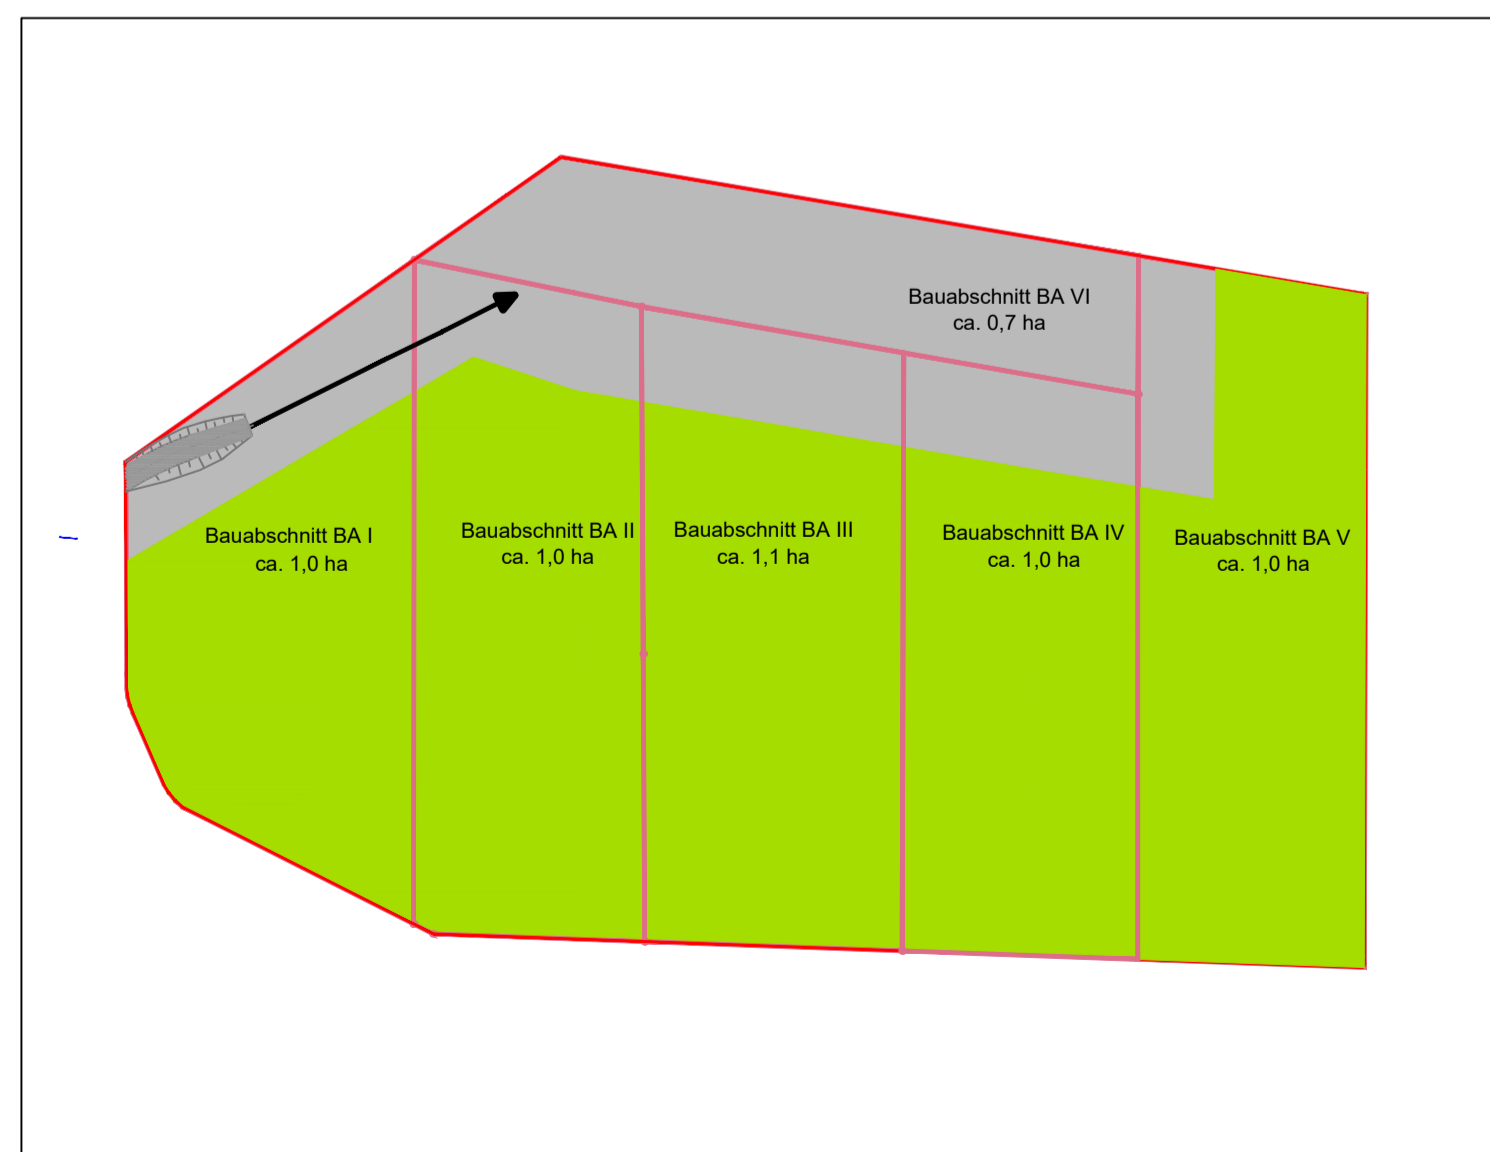 Bauabschnitt BA VI
ca. 0,7 ha
Bauabschnitt BA I
ca. 1,0 ha
Bauabschnitt BA II
ca. 1,0 ha
Bauabschnitt BA III
ca. 1,1 ha
Bauabschnitt BA IV
ca. 1,0 ha
Bauabschnitt BA V
ca. 1,0 ha